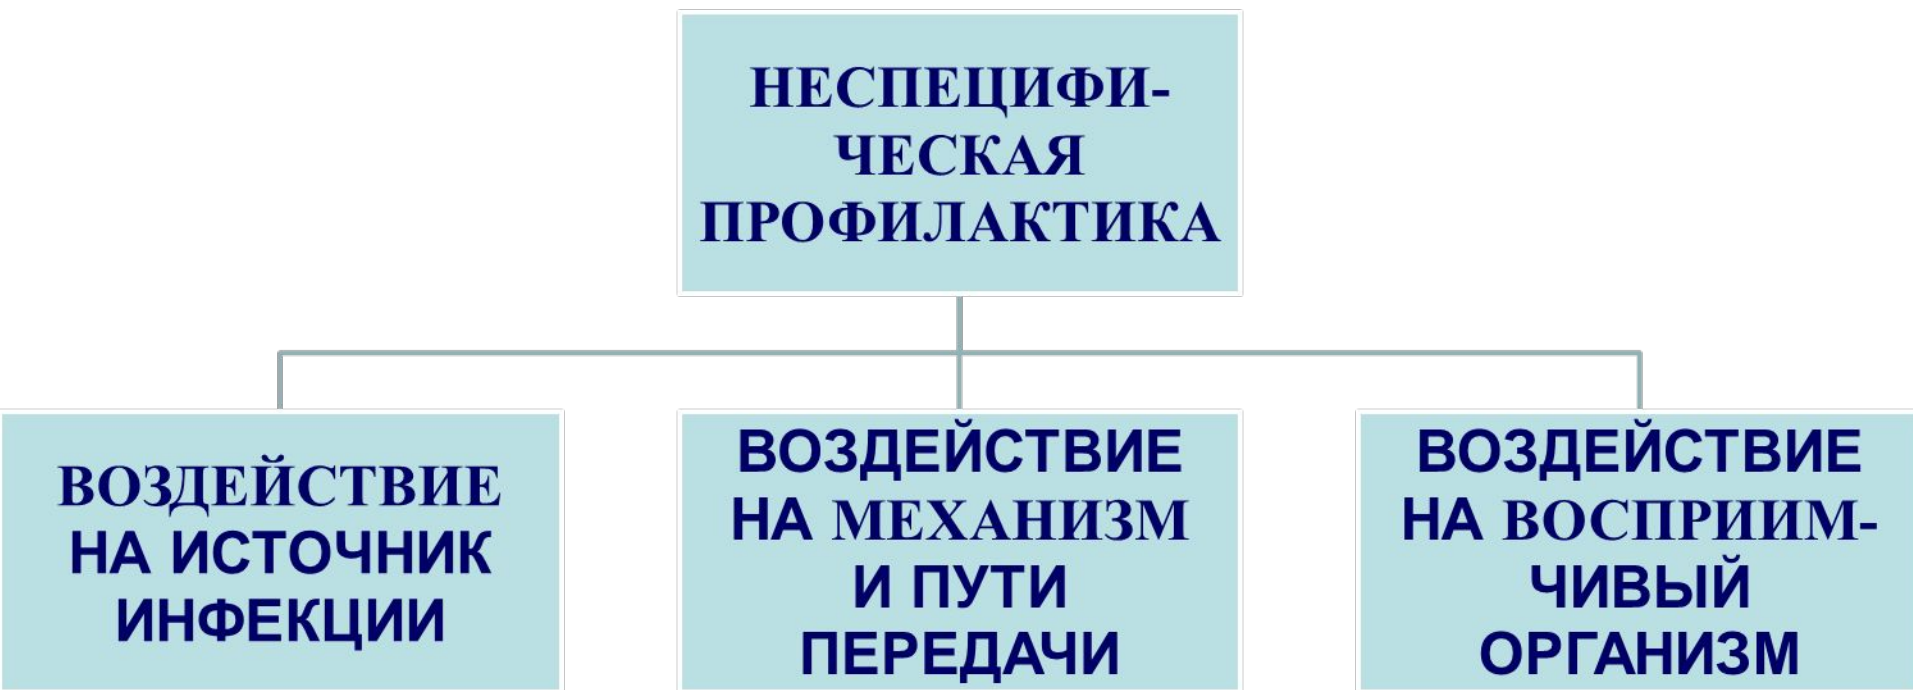 НЕСПЕЦИФИ-
ЧЕСКАЯ
ПРОФИЛАКТИКА
ВОЗДЕЙСТВИЕ
НА ИСТОЧНИК
ИНФЕКЦИИ
ВОЗДЕЙСТВИЕ
НА МЕХАНИЗМ
И ПУТИ
ПЕРЕДАЧИ
ВОЗДЕЙСТВИЕ
НА ВОСПРИИМ-
ЧИВЫЙ
ОРГАНИЗМ